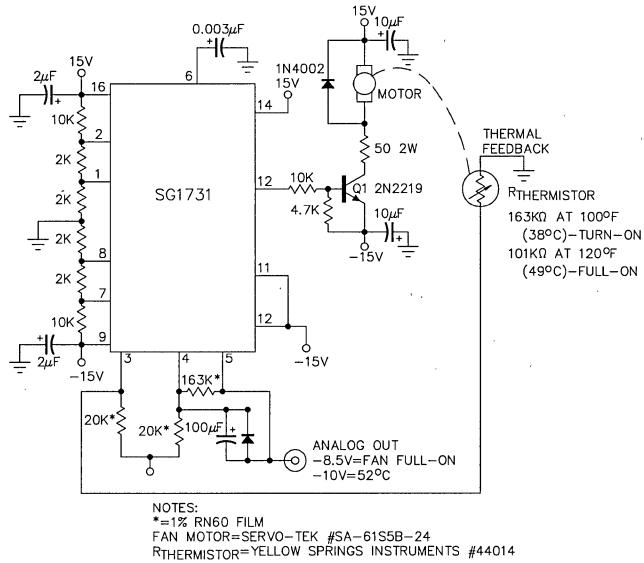 15V
2µF
+
16
10K
2
2K
1
2K
2K
8
2K
7
10K
9
+
2µF
-15V
0.003µF
+
6
SG1731
14
15V
12
10K
4.7K
11
12
-15V
3
4
5
15V
10µF
+
1N4002
MOTOR
50 2W
Q1 2N2219
10µF
+
-15V
THERMAL
FEEDBACK
RTHERMISTOR
163KΩ AT 100°F
(38°C)-TURN-ON
101KΩ AT 120°F
(49°C)-FULL-ON
163K*
20K*
20K*
100µF
+
ANALOG OUT
-8.5V=FAN FULL-ON
-10V=52°C
NOTES:
*=1% RN60 FILM
FAN MOTOR=SERVO-TEK #SA-61S5B-24
RTHERMISTOR=YELLOW SPRINGS INSTRUMENTS #44014